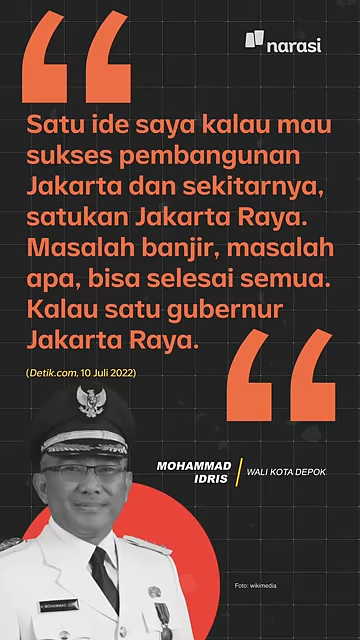 narasi
Satu ide saya kalau mau
sukses pembangunan
Jakarta dan sekitarnya,
satukan Jakarta Raya.
Masalah banjir, masalah
apa, bisa selesai semua.
Kalau satu gubernur
Jakarta Raya.
(Detik.com, 10 Juli 2022)
MOHAMMAD
IDRIS
WALI KOTA DEPOK
Foto: wikimedia